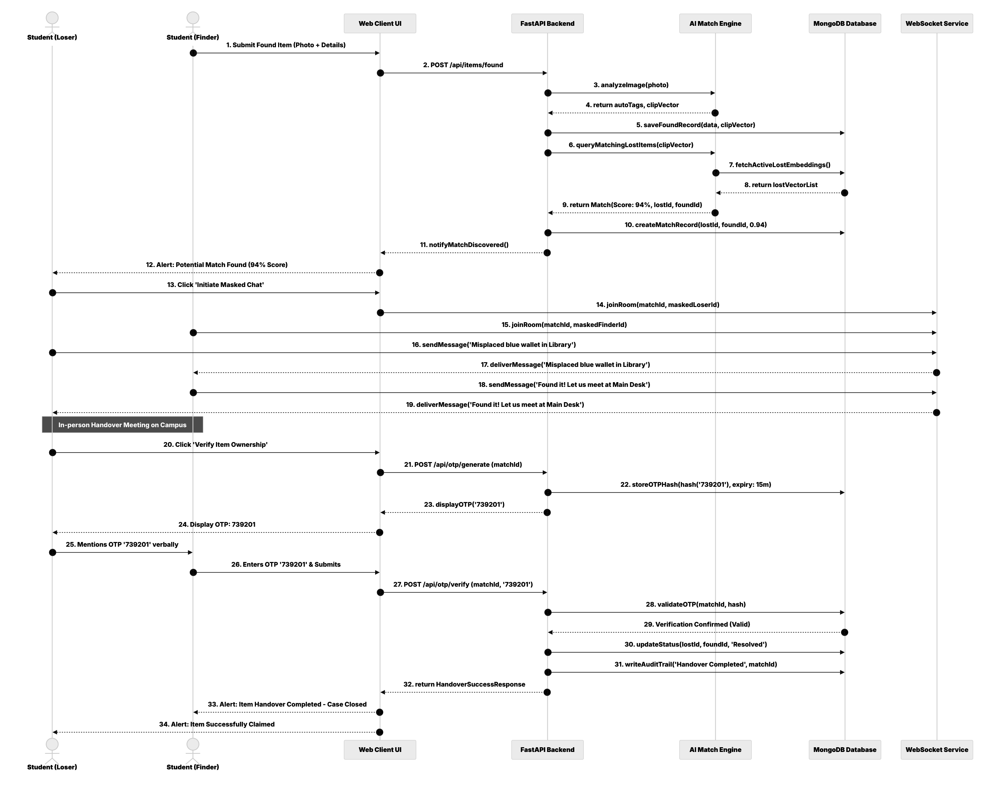 Student (Loser)
Student (Finder)
Web Client UI
FastAPI Backend
AI Match Engine
MongoDB Database
WebSocket Service
1. Submit Found Item (Photo + Details)
2. POST /api/items/found
3. analyzeImage(photo)
4. return autoTags, clipVector
5. saveFoundRecord(data, clipVector)
6. queryMatchingLostItems(clipVector)
7. fetchActiveLostEmbeddings()
8. return lostVectorList
9. return Match(Score: 94%, lostId, foundId)
10. createMatchRecord(lostId, foundId, 0.94)
11. notifyMatchDiscovered()
12. Alert: Potential Match Found (94% Score)
13. Click 'Initiate Masked Chat'
14. joinRoom(matchId, maskedLoserId)
15. joinRoom(matchId, maskedFinderId)
16. sendMessage('Misplaced blue wallet in Library')
17. deliverMessage('Misplaced blue wallet in Library')
18. sendMessage('Found it! Let us meet at Main Desk')
19. deliverMessage('Found it! Let us meet at Main Desk')
In-person Handover Meeting on Campus
20. Click 'Verify Item Ownership'
21. POST /api/otp/generate (matchId)
22. storeOTPHash(hash('739201'), expiry: 15m)
23. displayOTP('739201')
24. Display OTP: 739201
25. Mentions OTP '739201' verbally
26. Enters OTP '739201' & Submits
27. POST /api/otp/verify (matchId, '739201')
28. validateOTP(matchId, hash)
29. Verification Confirmed (Valid)
30. updateStatus(lostId, foundId, 'Resolved')
31. writeAuditTrail('Handover Completed', matchId)
32. return HandoverSuccessResponse
33. Alert: Item Handover Completed - Case Closed
34. Alert: Item Successfully Claimed
Student (Loser)
Student (Finder)
Web Client UI
FastAPI Backend
AI Match Engine
MongoDB Database
WebSocket Service